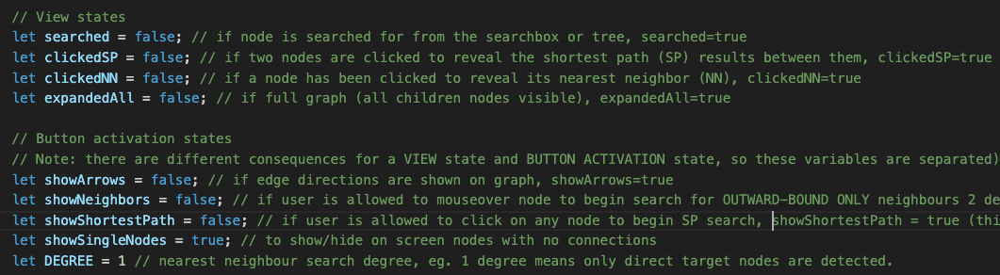 // View states
let searched = false; // if node is searched for from the searchbox or tree, searched=true
let clickedSP = false; // if two nodes are clicked to reveal the shortest path (SP) results between them, clickedSP=true
let clickedNN = false; // if a node has been clicked to reveal its nearest neighbor (NN), clickedNN=true
let expandedAll = false; // if full graph (all children nodes visible), expandedAll=true
// Button activation states
// Note: there are different consequences for a VIEW state and BUTTON ACTIVATION state, so these variables are separated)
let showArrows = false; // if edge directions are shown on graph, showArrows=true
let showNeighbors = false; // if user is allowed to mouseover node to begin search for OUTWARD-BOUND ONLY neighbours 2 de
let showShortestPath = false; // if user is allowed to click on any node to begin SP search, showShortestPath = true (thi
let showSingleNodes = true; // to show/hide on screen nodes with no connections
let DEGREE = 1 // nearest neighbour search degree, eg. 1 degree means only direct target nodes are detected.